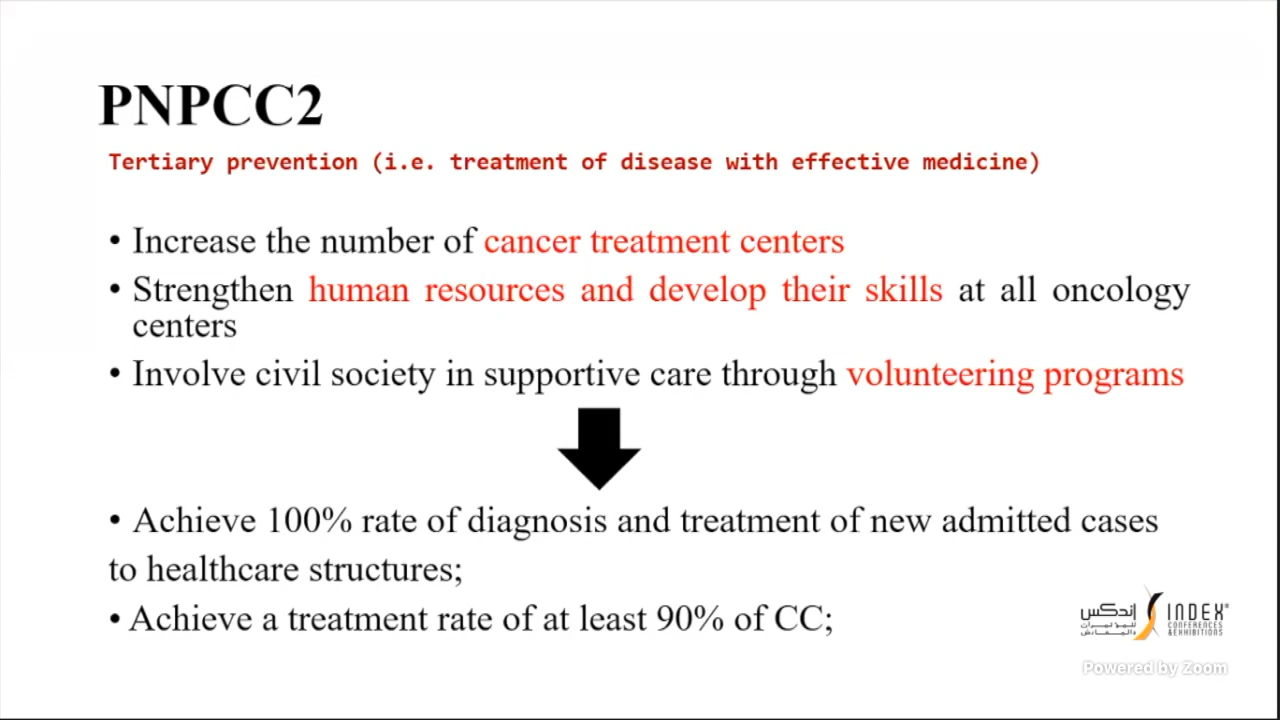 PNPCC2
Tertiary prevention (i.e. treatment of disease with effective medicine)
• Increase the number of cancer treatment centers
• Strengthen human resources and develop their skills at all oncology
centers
• Involve civil society in supportive care through volunteering programs
• Achieve 100% rate of diagnosis and treatment of new admitted cases
to healthcare structures;
• Achieve a treatment rate of at least 90% of CC;
إندكس
للمؤتمرات
والمعارض
INDEX®
CONFERENCES
&EXHIBITIONS
Powered by Zoom